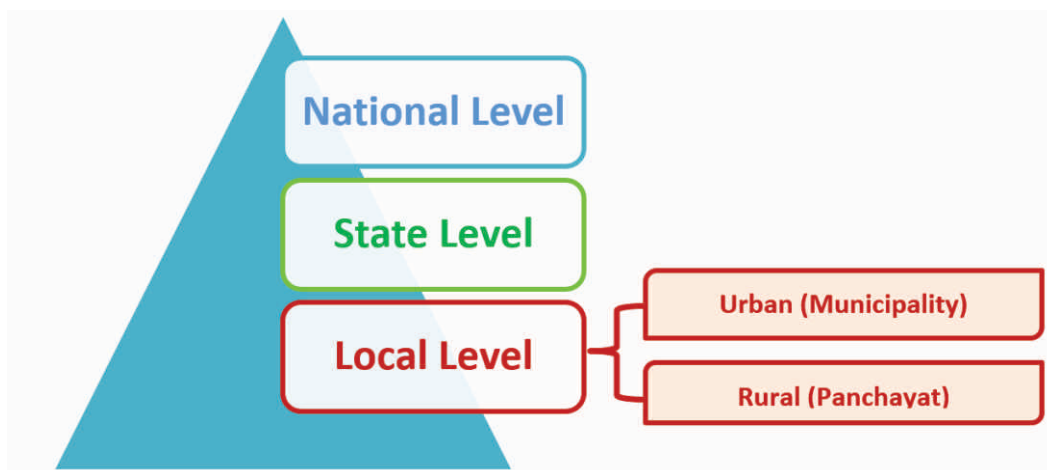 National Level
State Level
Local Level
Urban (Municipality)
Rural (Panchayat)